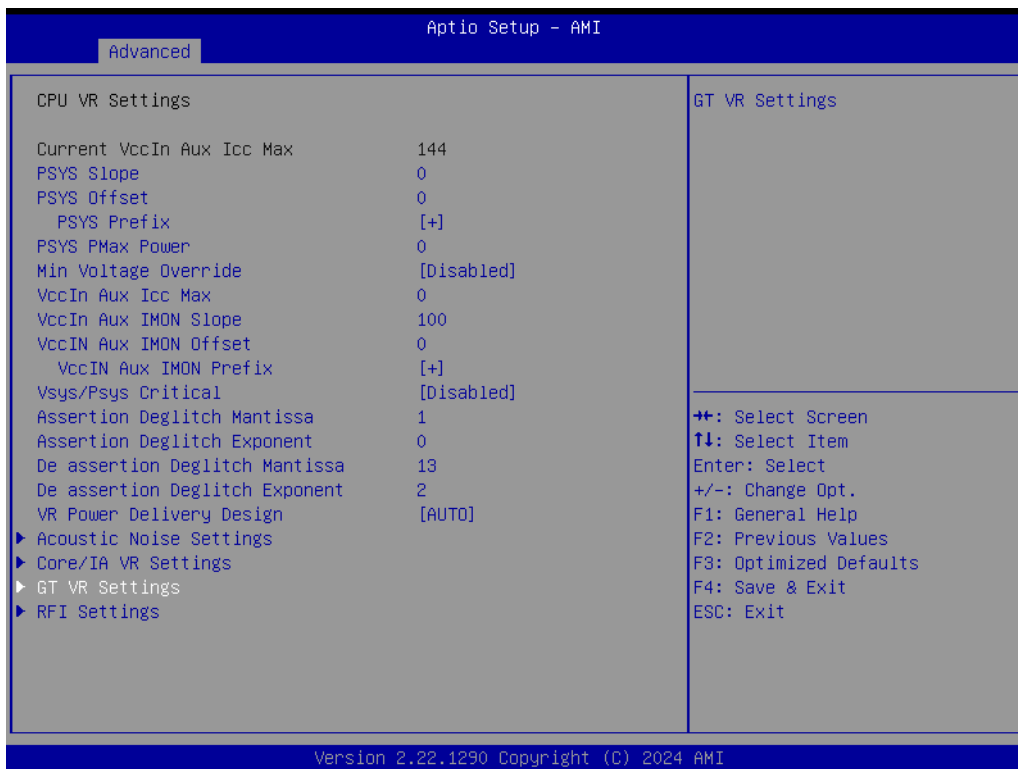 Aptio Setup – AMI
Advanced
CPU VR Settings
Current VccIn Aux Icc Max 144
PSYS Slope 0
PSYS Offset 0
PSYS Prefix [+]
PSYS PMax Power 0
Min Voltage Override [Disabled]
VccIn Aux Icc Max 0
VccIn Aux IMON Slope 100
VccIN Aux IMON Offset 0
VccIN Aux IMON Prefix [+]
Vsys/Psys Critical [Disabled]
Assertion Deglitch Mantissa 1
Assertion Deglitch Exponent 0
De assertion Deglitch Mantissa 13
De assertion Deglitch Exponent 2
VR Power Delivery Design [AUTO]
Acoustic Noise Settings
Core/IA VR Settings
GT VR Settings
RFI Settings
GT VR Settings
→←: Select Screen
↑↓: Select Item
Enter: Select
+/-: Change Opt.
F1: General Help
F2: Previous Values
F3: Optimized Defaults
F4: Save & Exit
ESC: Exit
Version 2.22.1290 Copyright (C) 2024 AMI